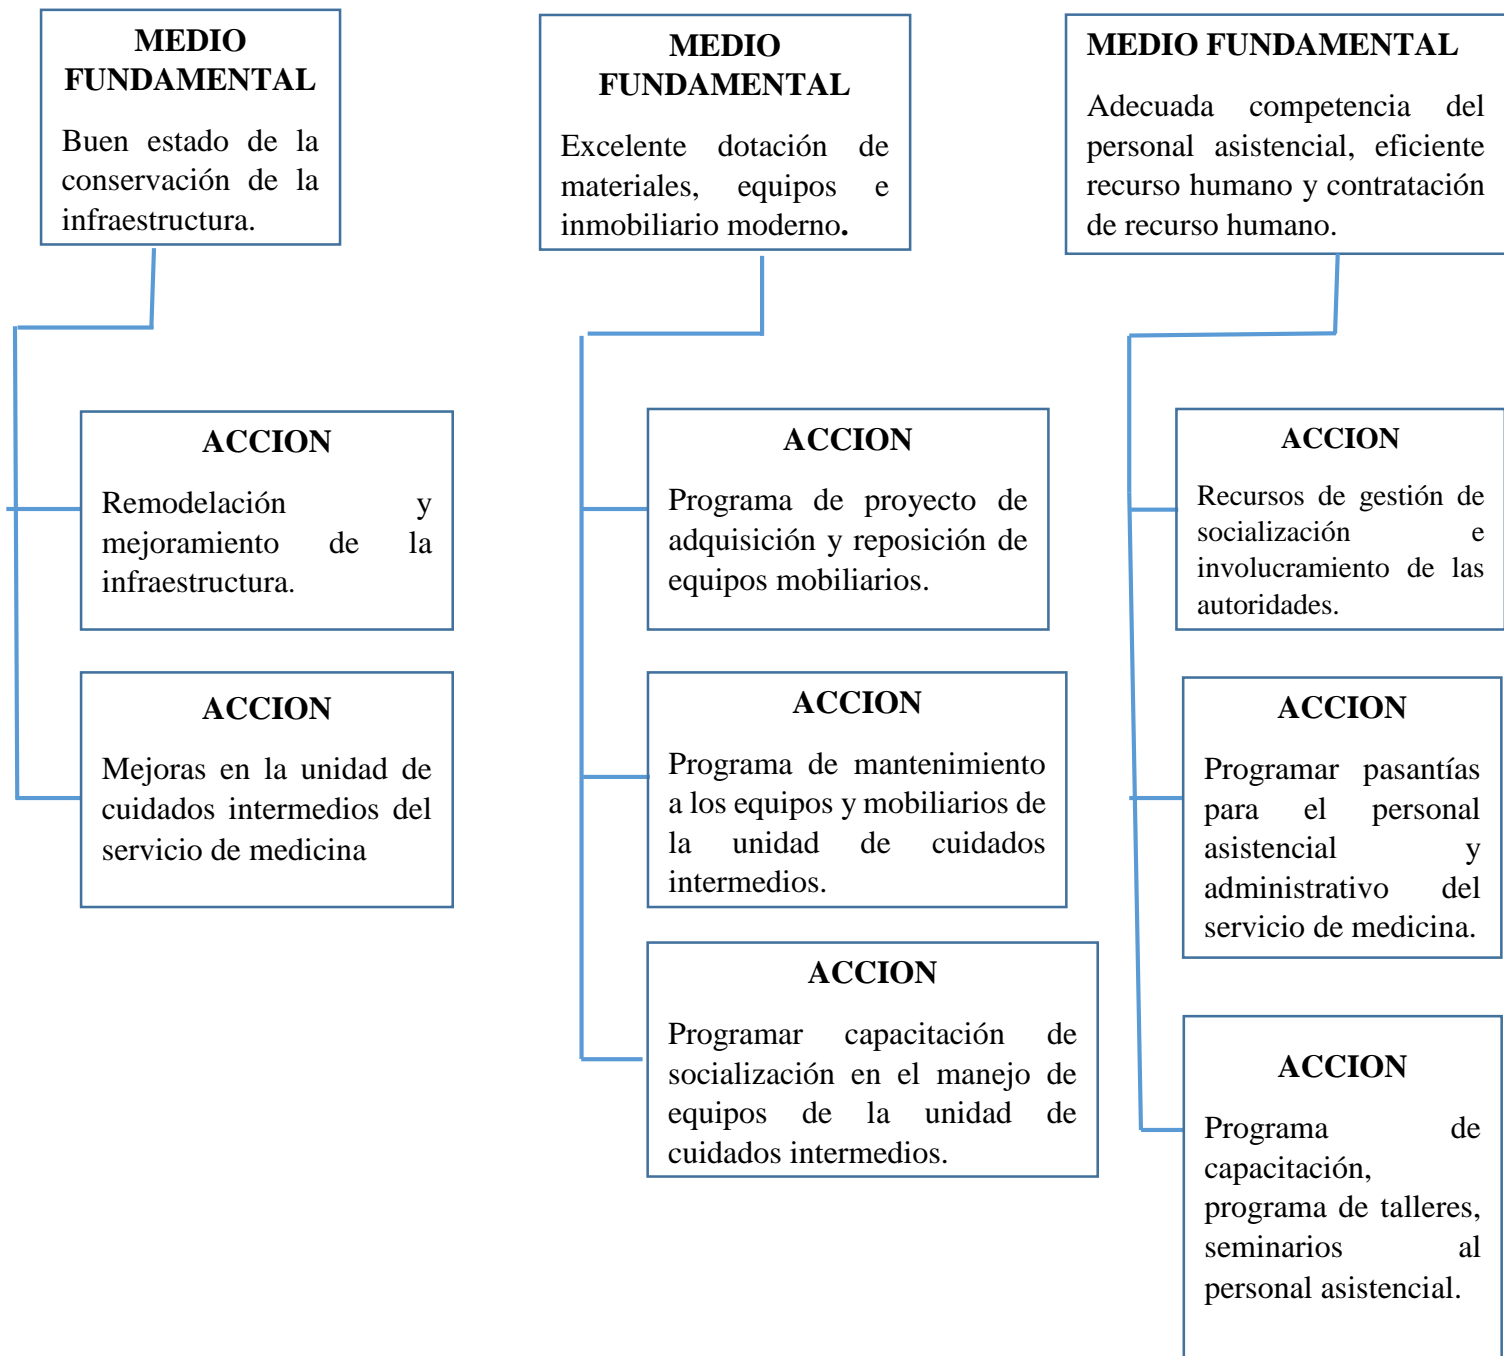 MEDIO
FUNDAMENTAL
Buen estado de la
conservación de la
infraestructura.
MEDIO
FUNDAMENTAL
Excelente dotación de
materiales, equipos e
inmobiliario moderno.
MEDIO FUNDAMENTAL
Adecuada competencia del
personal asistencial, eficiente
recurso humano y contratación
de recurso humano.
ACCION
Remodelación y
mejoramiento de la
infraestructura.
ACCION
Mejoras en la unidad de
cuidados intermedios del
servicio de medicina
ACCION
Programa de proyecto de
adquisición y reposición de
equipos mobiliarios.
ACCION
Programa de mantenimiento
a los equipos y mobiliarios de
la unidad de cuidados
intermedios.
ACCION
Programar capacitación de
socialización en el manejo de
equipos de la unidad de
cuidados intermedios.
ACCION
Recursos de gestión de
socialización e
involucramiento de las
autoridades.
ACCION
Programar pasantías
para el personal
asistencial y
administrativo del
servicio de medicina.
ACCION
Programa de
capacitación,
programa de talleres,
seminarios al
personal asistencial.